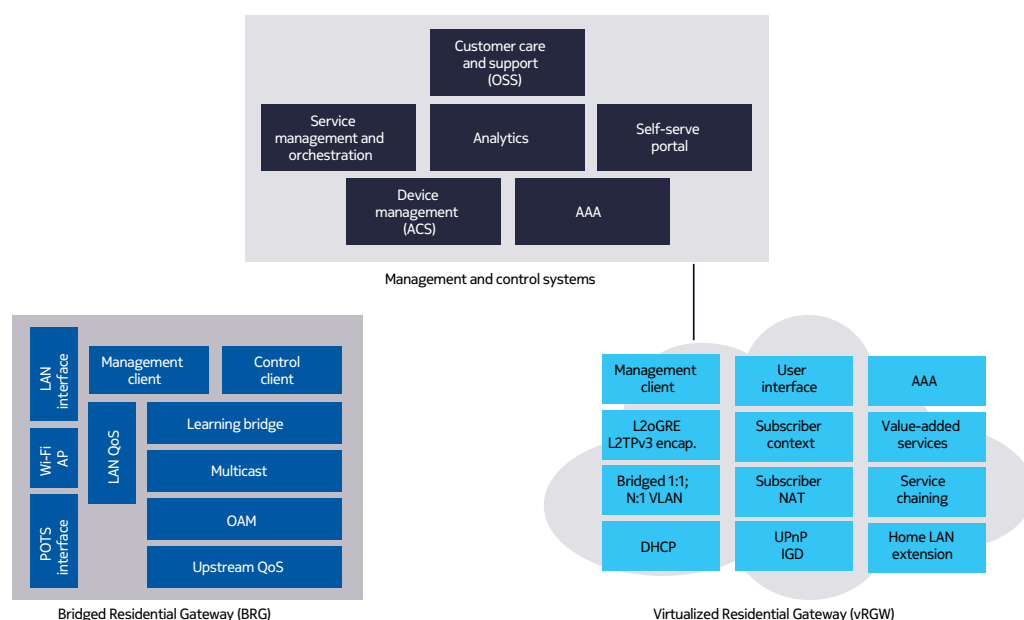 Customer care
and support
(OSS)
Service
management and
orchestration
Analytics
Self-serve
portal
Device
management
(ACS)
AAA
Management and control systems
LAN
interface
Wi-Fi
AP
POTS
interface
Management
client
Control
client
LAN QoS
Learning bridge
Multicast
OAM
Upstream QoS
Bridged Residential Gateway (BRG)
Management
client
User
interface
AAA
L2oGRE
L2TPv3 encap.
Subscriber
context
Value-added
services
Bridged 1:1;
N:1 VLAN
Subscriber
NAT
Service
chaining
DHCP
UPnP
IGD
Home LAN
extension
Virtualized Residential Gateway (vRGW)